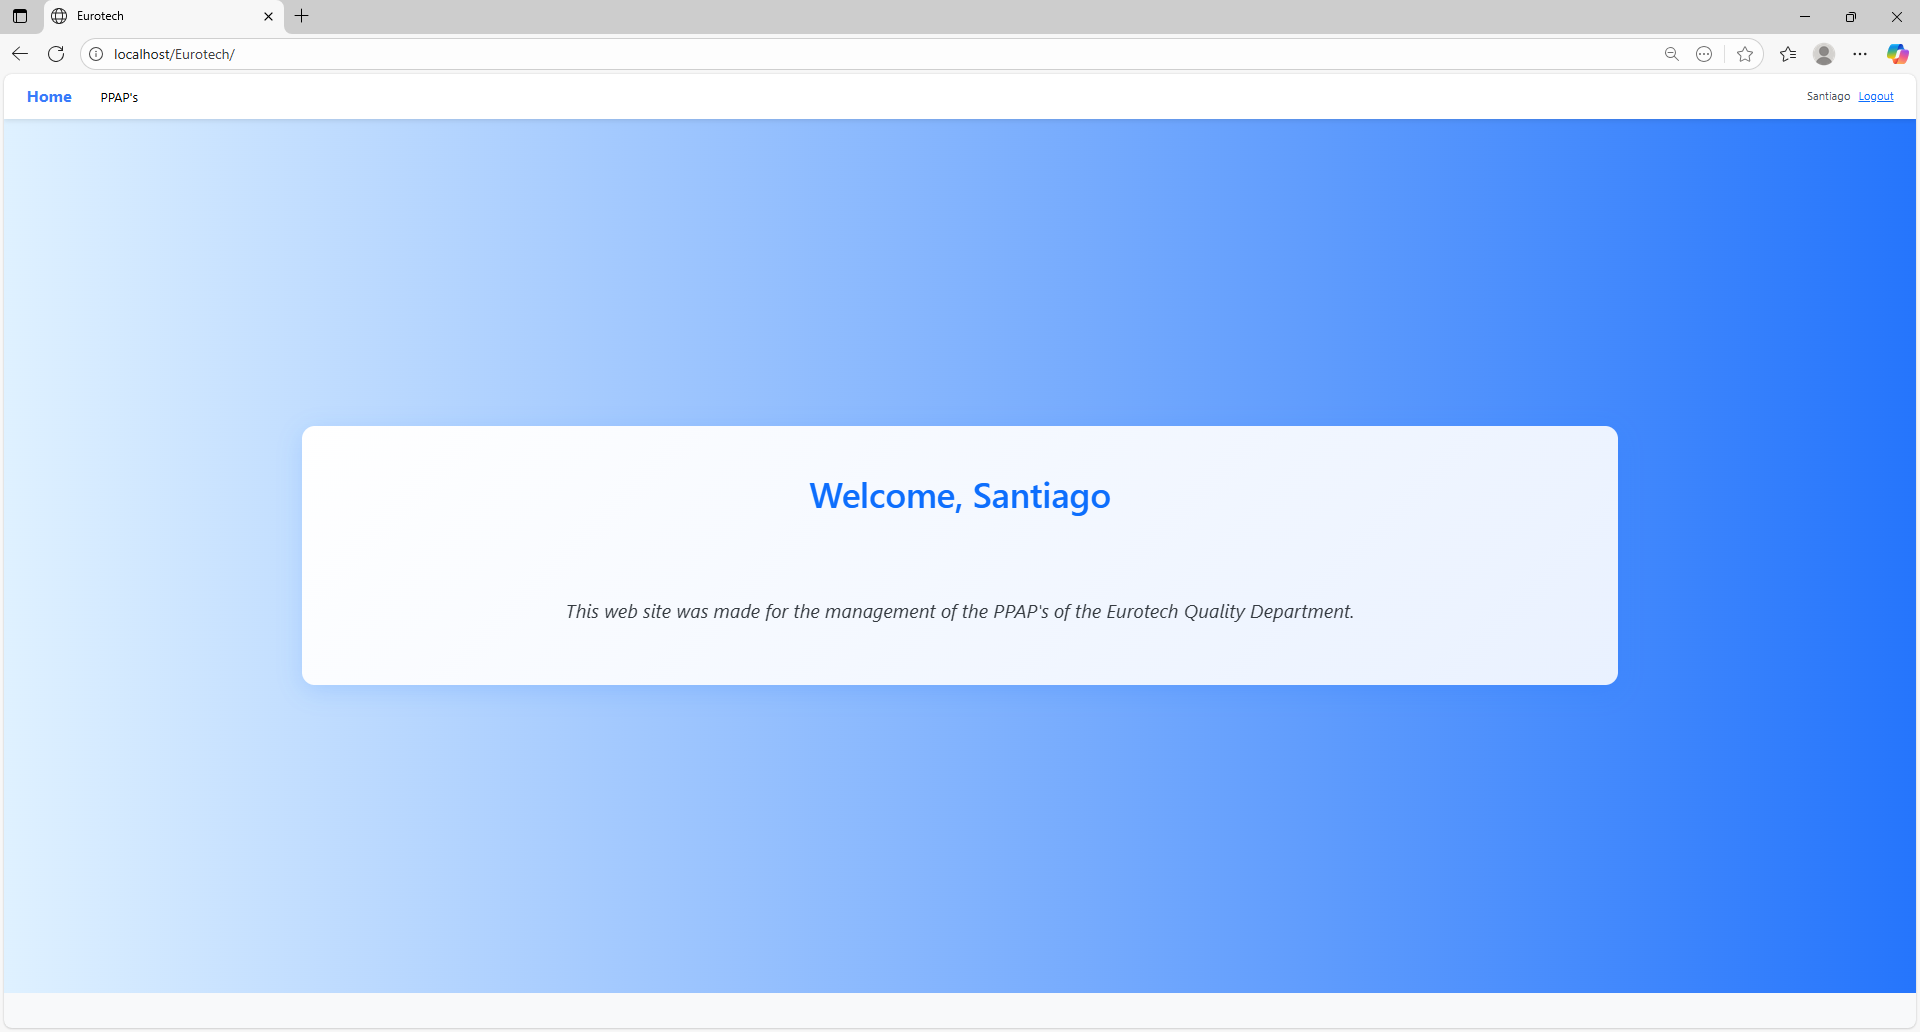 Eurotech
localhost/Eurotech/
Home PPAP's Santiago Logout
Welcome, Santiago
This web site was made for the management of the PPAP's of the Eurotech Quality Department.